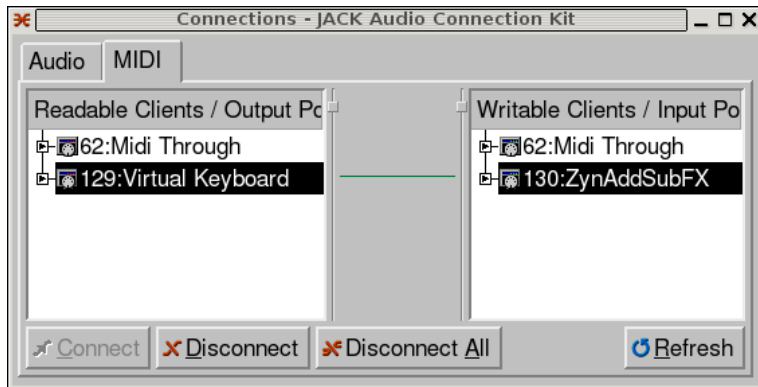 Connections - JACK Audio Connection Kit
Audio
MIDI
Readable Clients / Output Po
Writable Clients / Input Po
62:Midi Through
129:Virtual Keyboard
62:Midi Through
130:ZynAddSubFX
Connect
Disconnect
Disconnect All
Refresh